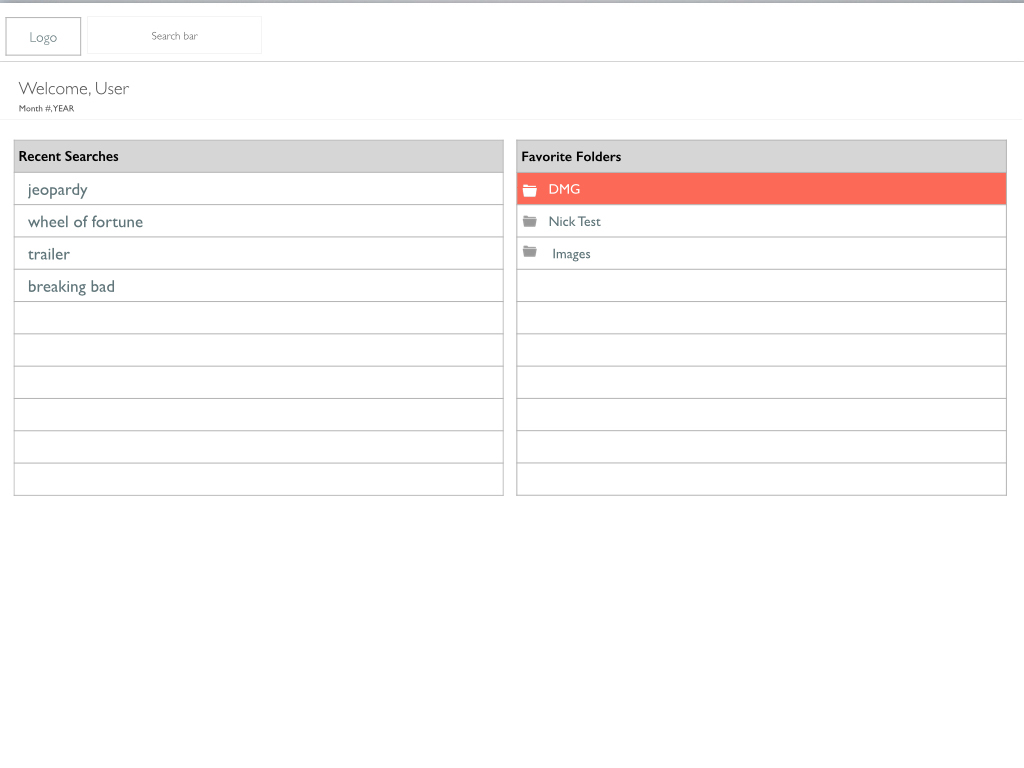 Logo
Search bar
Welcome, User
Month #, YEAR
Recent Searches
jeopardy
wheel of fortune
trailer
breaking bad
Favorite Folders
DMG
Nick Test
Images